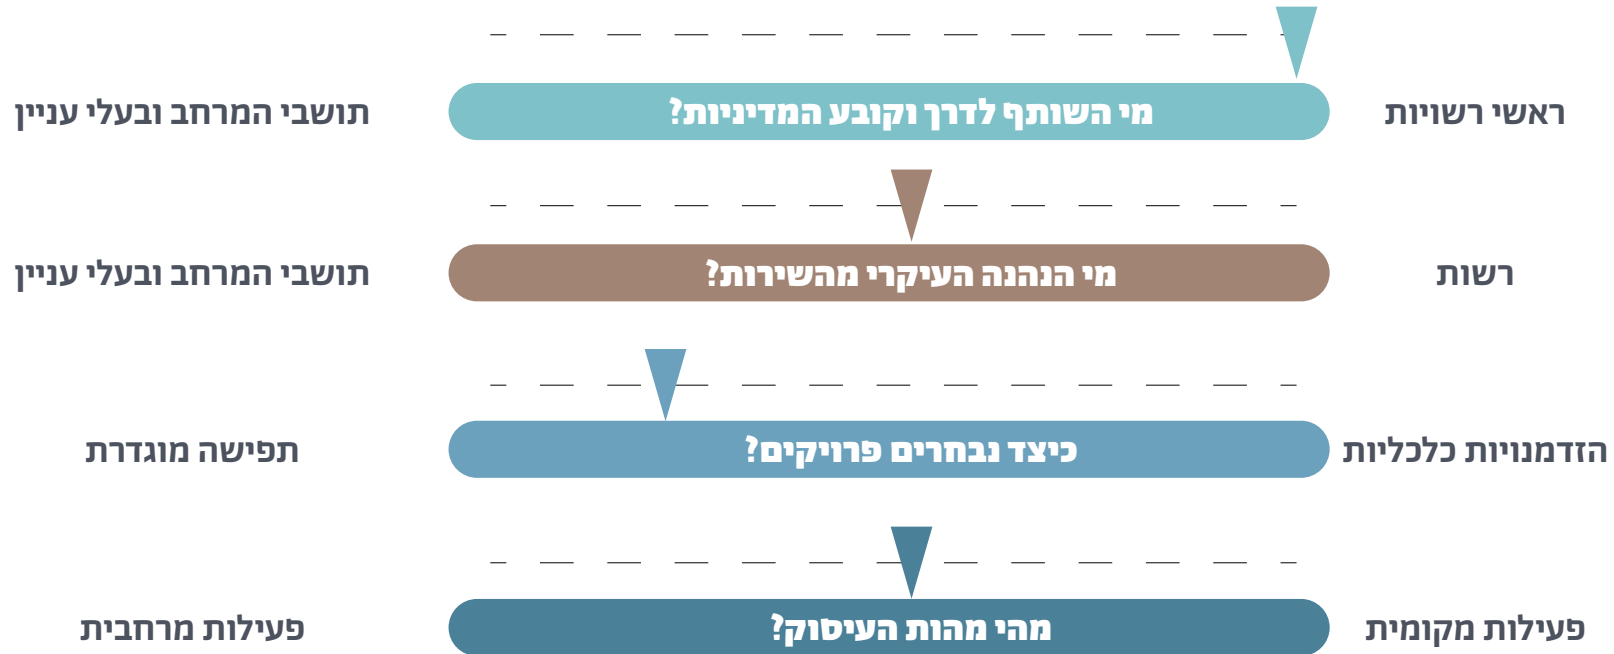 ראשי רשויות
מי השותף לדרך וקובע המדיניות?
תושבי המרחב ובעלי עניין
רשות
מי הנהנה העיקרי מהשירות?
תושבי המרחב ובעלי עניין
הזדמנויות כלכליות
כיצד נבחרים פרויקים?
תפישה מוגדרת
פעילות מקומית
מהי מהות העיסוק?
פעילות מרחבית